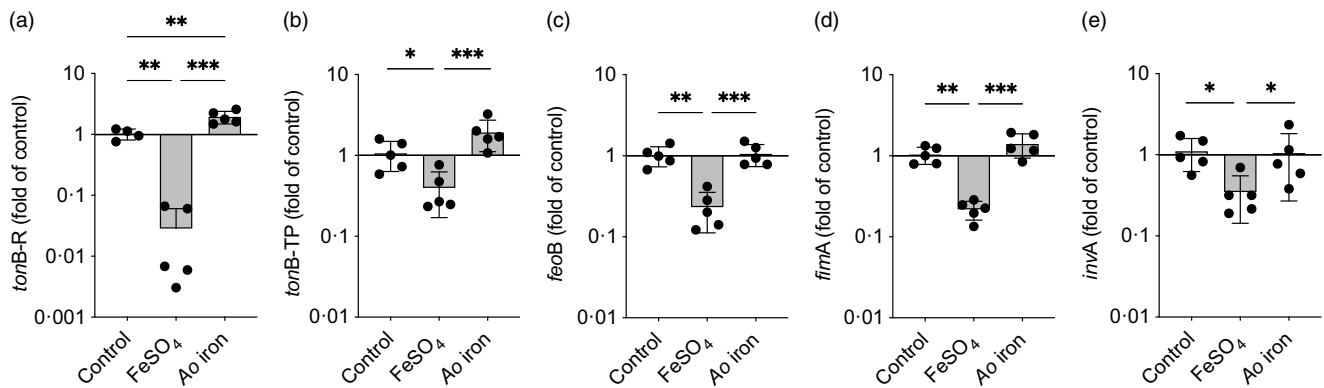 (a)
tonB-R (fold of control)
10
1
0·1
0·01
0·001
**
**
***
Control
FeSO4
Ao iron
(b)
tonB-TP (fold of control)
10
1
0·1
0·01
*
***
Control
FeSO4
Ao iron
(c)
feoB (fold of control)
10
1
0·1
0·01
**
***
Control
FeSO4
Ao iron
(d)
fimA (fold of control)
10
1
0·1
0·01
**
***
Control
FeSO4
Ao iron
(e)
invA (fold of control)
10
1
0·1
0·01
*
*
Control
FeSO4
Ao iron